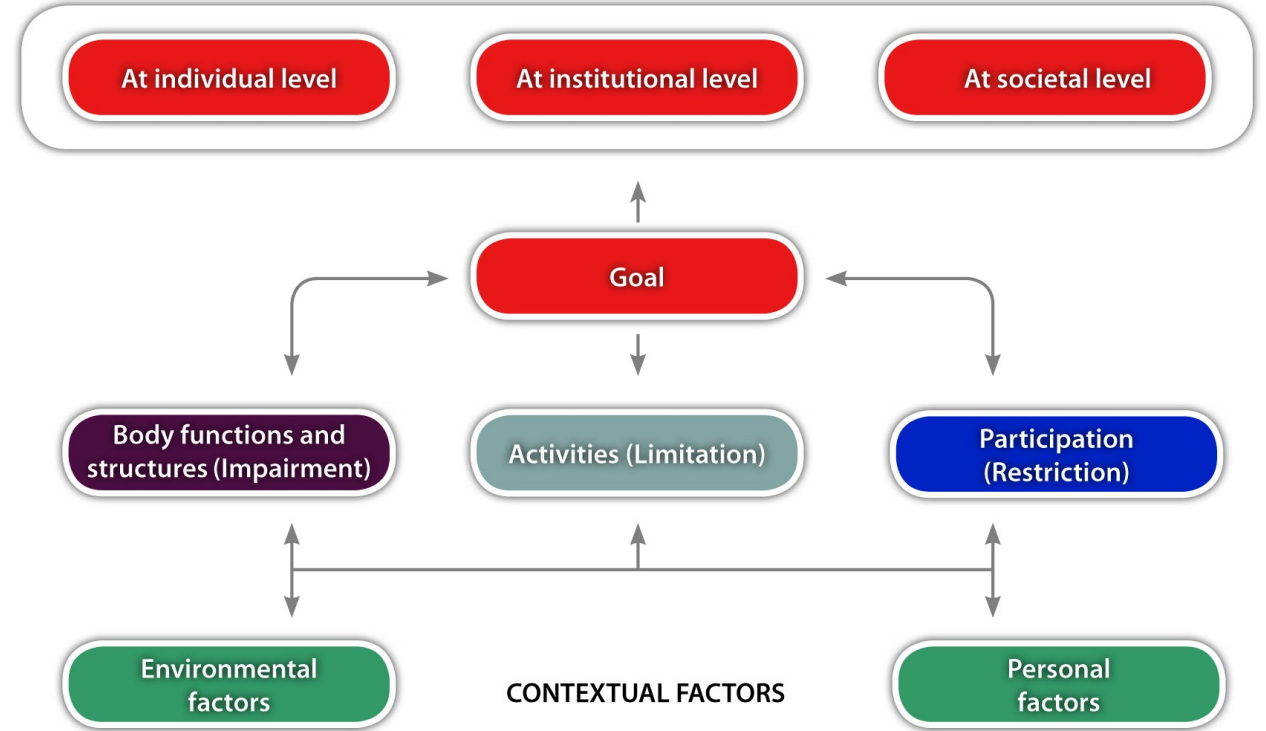 At individual level
At institutional level
At societal level
Goal
Body functions and
structures (Impairment)
Activities (Limitation)
Participation
(Restriction)
Environmental
factors
CONTEXTUAL FACTORS
Personal
factors